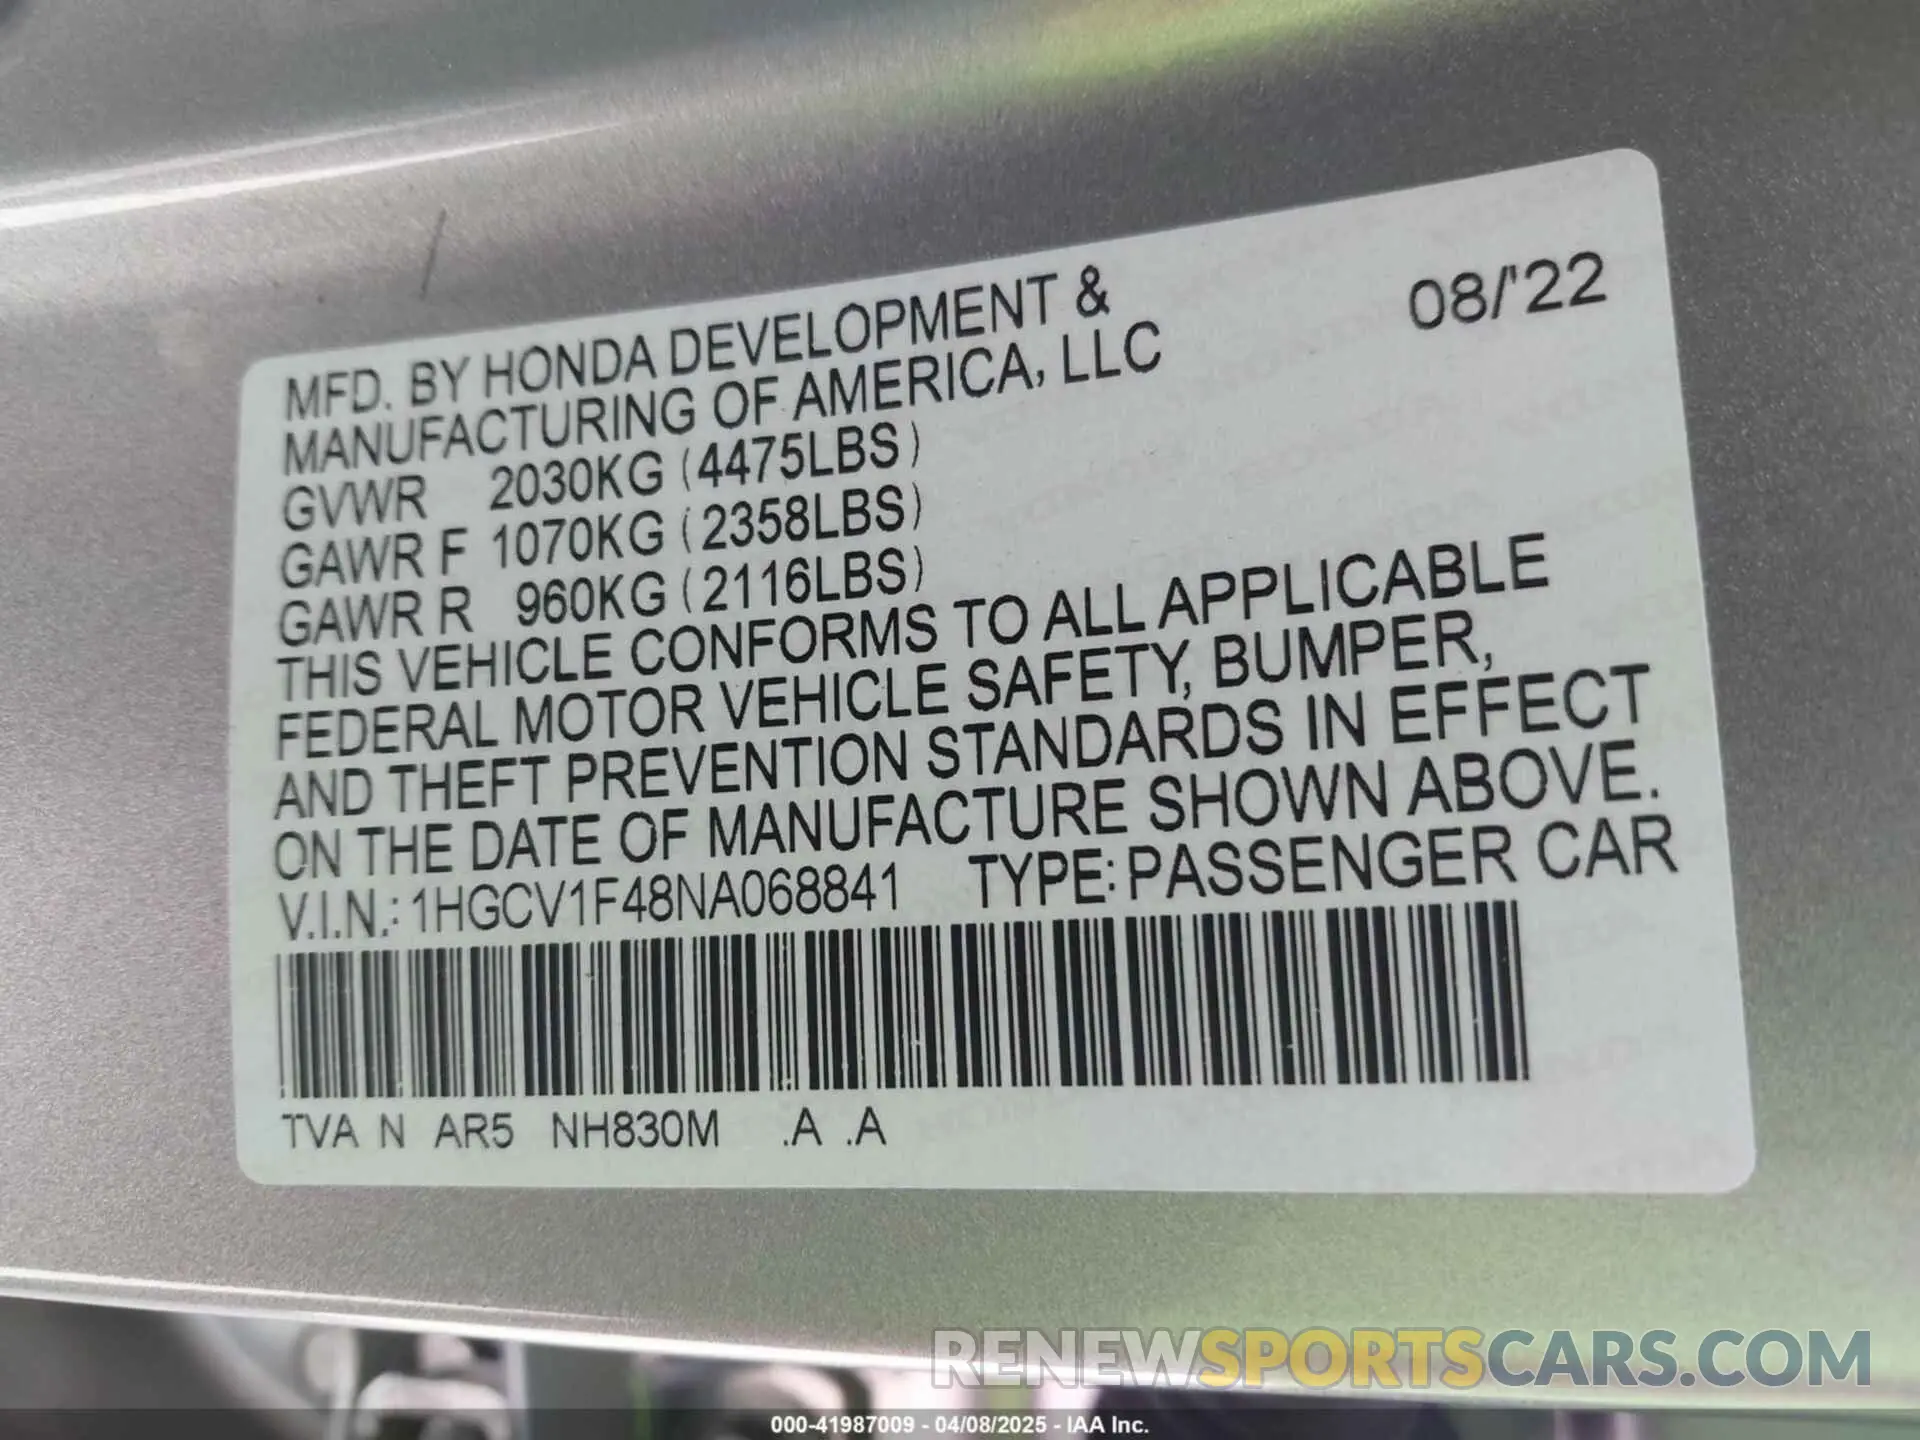 MFD. BY HONDA DEVELOPMENT & 08/'22
MANUFACTURING OF AMERICA, LLC
GVWR 2030KG (4475LBS)
GAWR F 1070KG (2358LBS)
GAWR R 960KG (2116LBS)
THIS VEHICLE CONFORMS TO ALL APPLICABLE
FEDERAL MOTOR VEHICLE SAFETY, BUMPER,
AND THEFT PREVENTION STANDARDS IN EFFECT
ON THE DATE OF MANUFACTURE SHOWN ABOVE.
V.I.N.: 1HGCV1F48NA068841 TYPE: PASSENGER CAR
TVA N AR5 NH830M .A .A
RENEWSPORTSCARS.COM
000-41987009 - 04/08/2025 - IAA Inc.